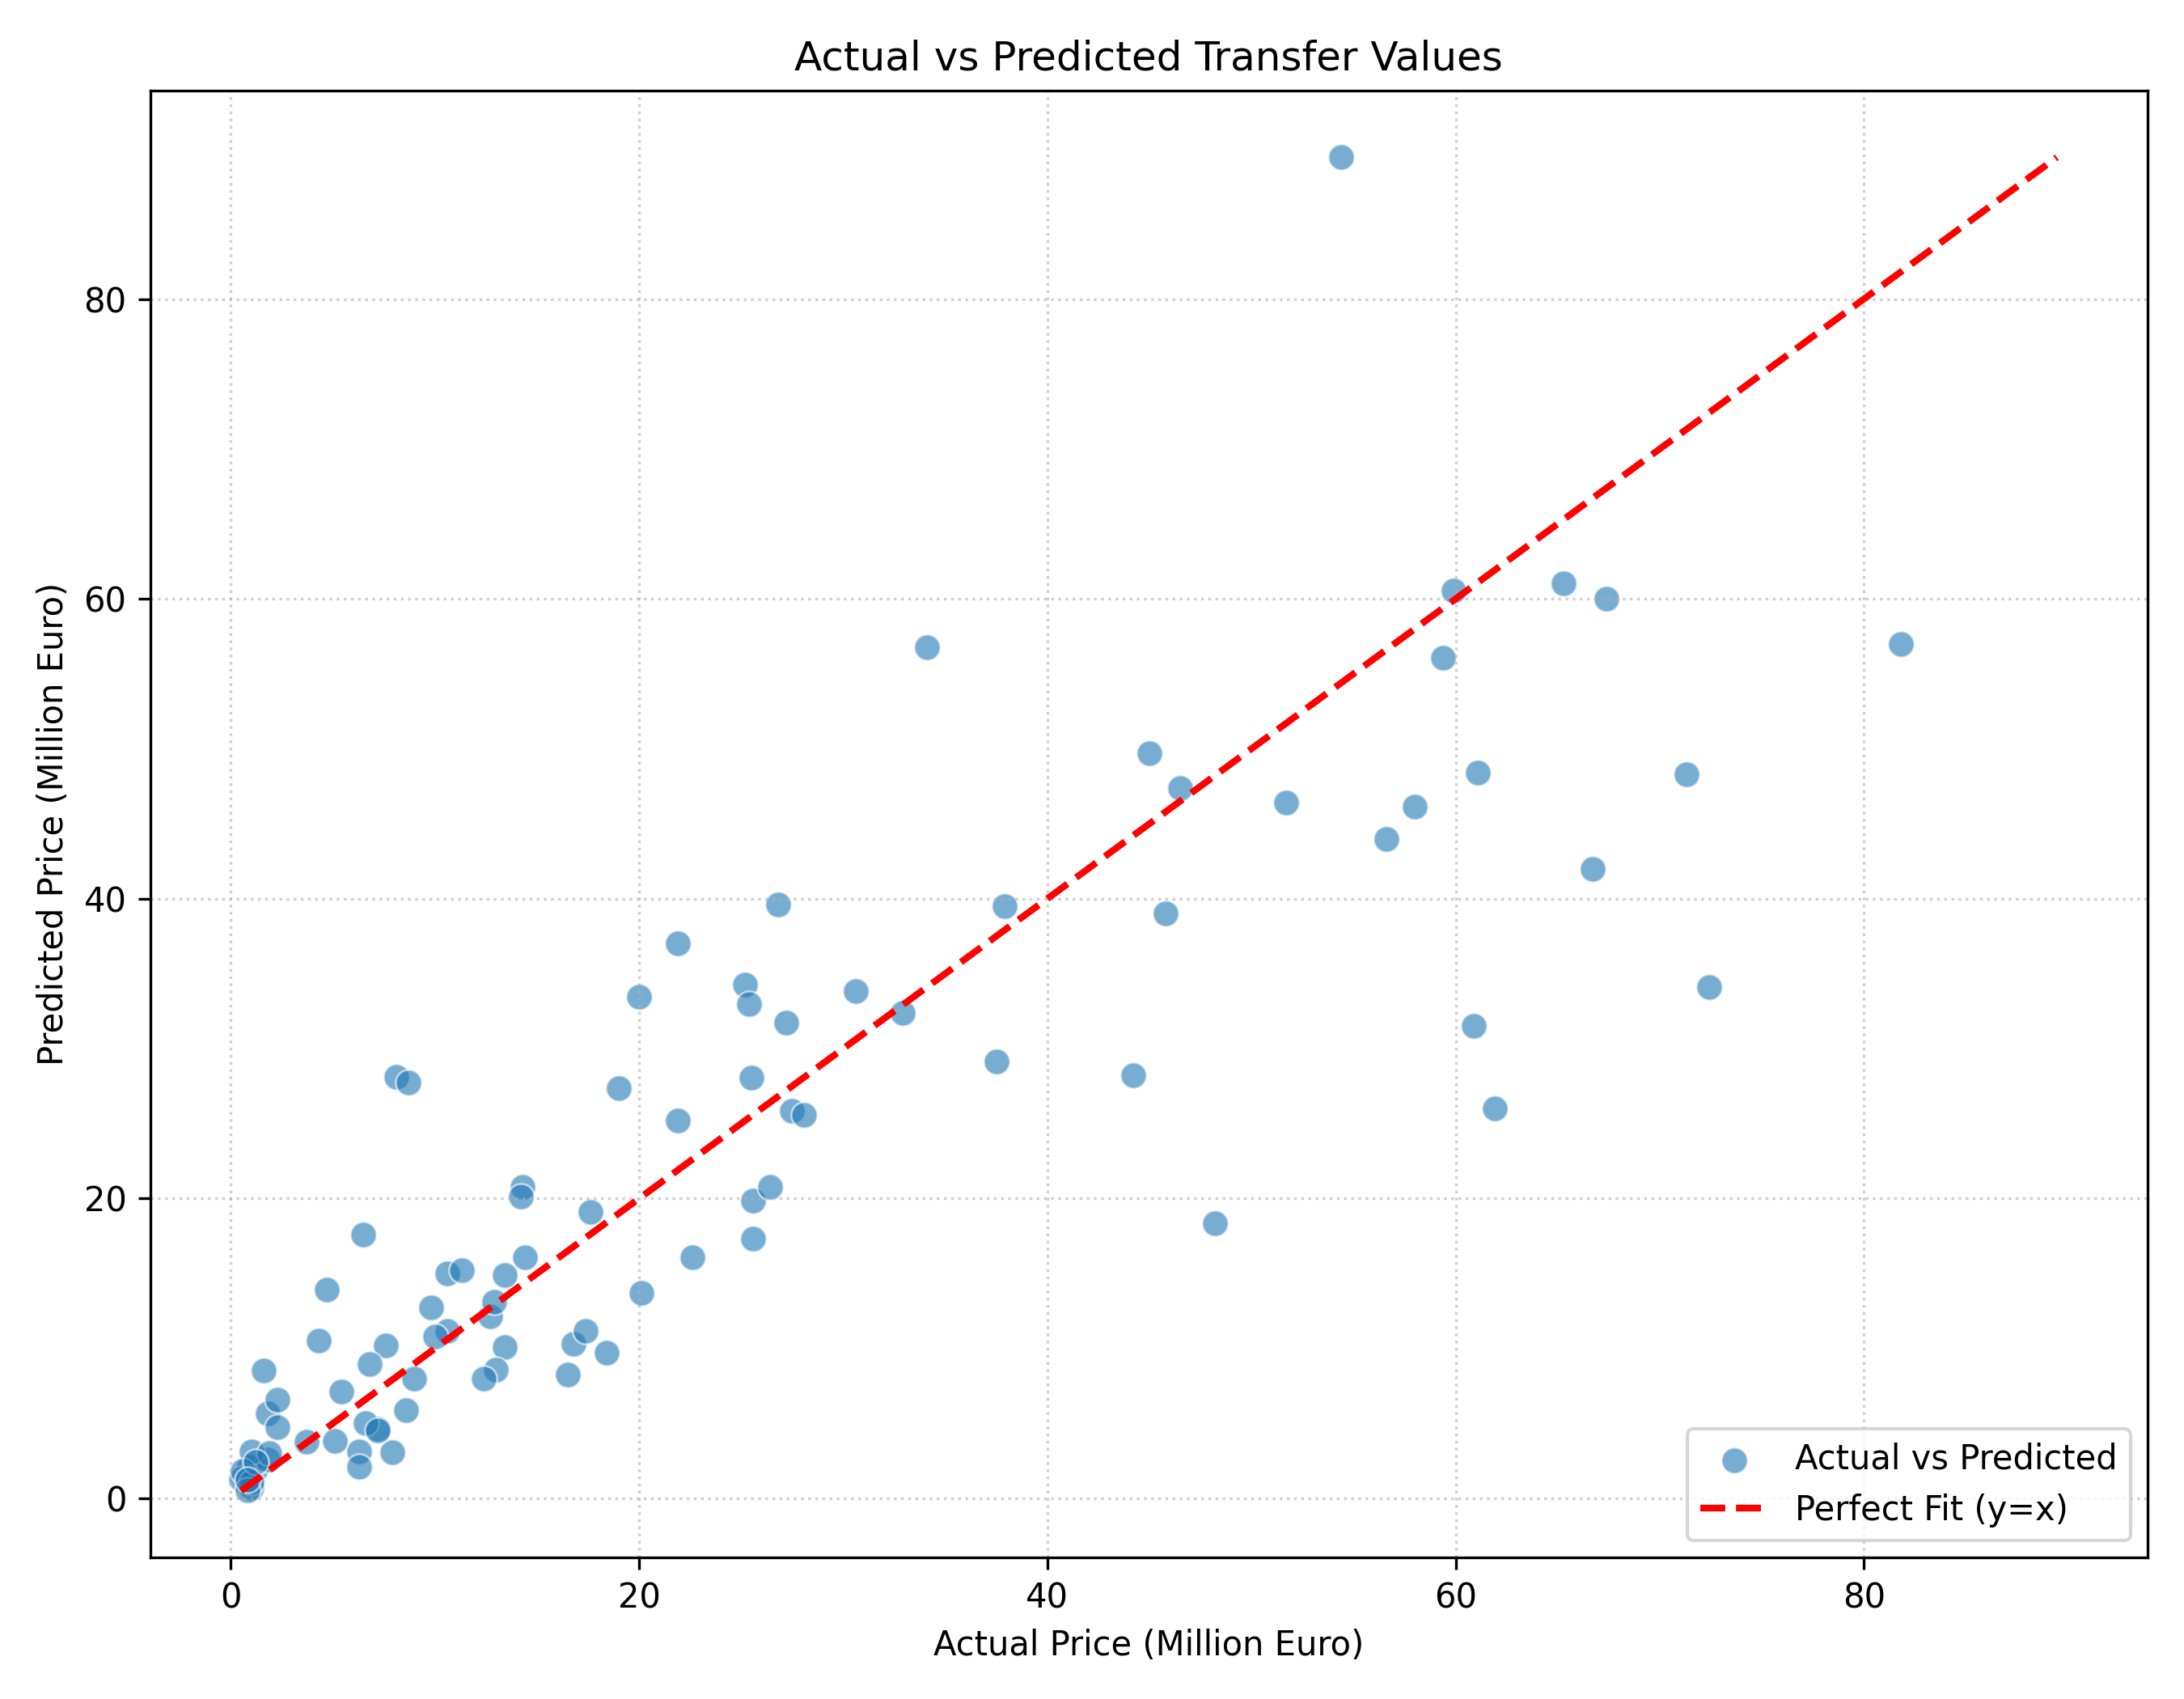 Actual vs Predicted Transfer Values
Predicted Price (Million Euro)
80
60
40
20
0
0 20 40 60 80
Actual Price (Million Euro)
Actual vs Predicted
Perfect Fit (y=x)